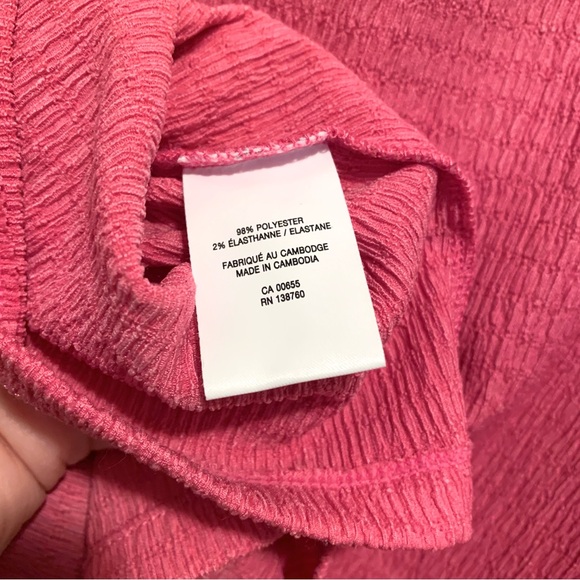 98% POLYESTER
2% ÉLASTHANNE / ELASTANE
FABRIQUÉ AU CAMBODGE
MADE IN CAMBODIA
CA 00655
RN 138760